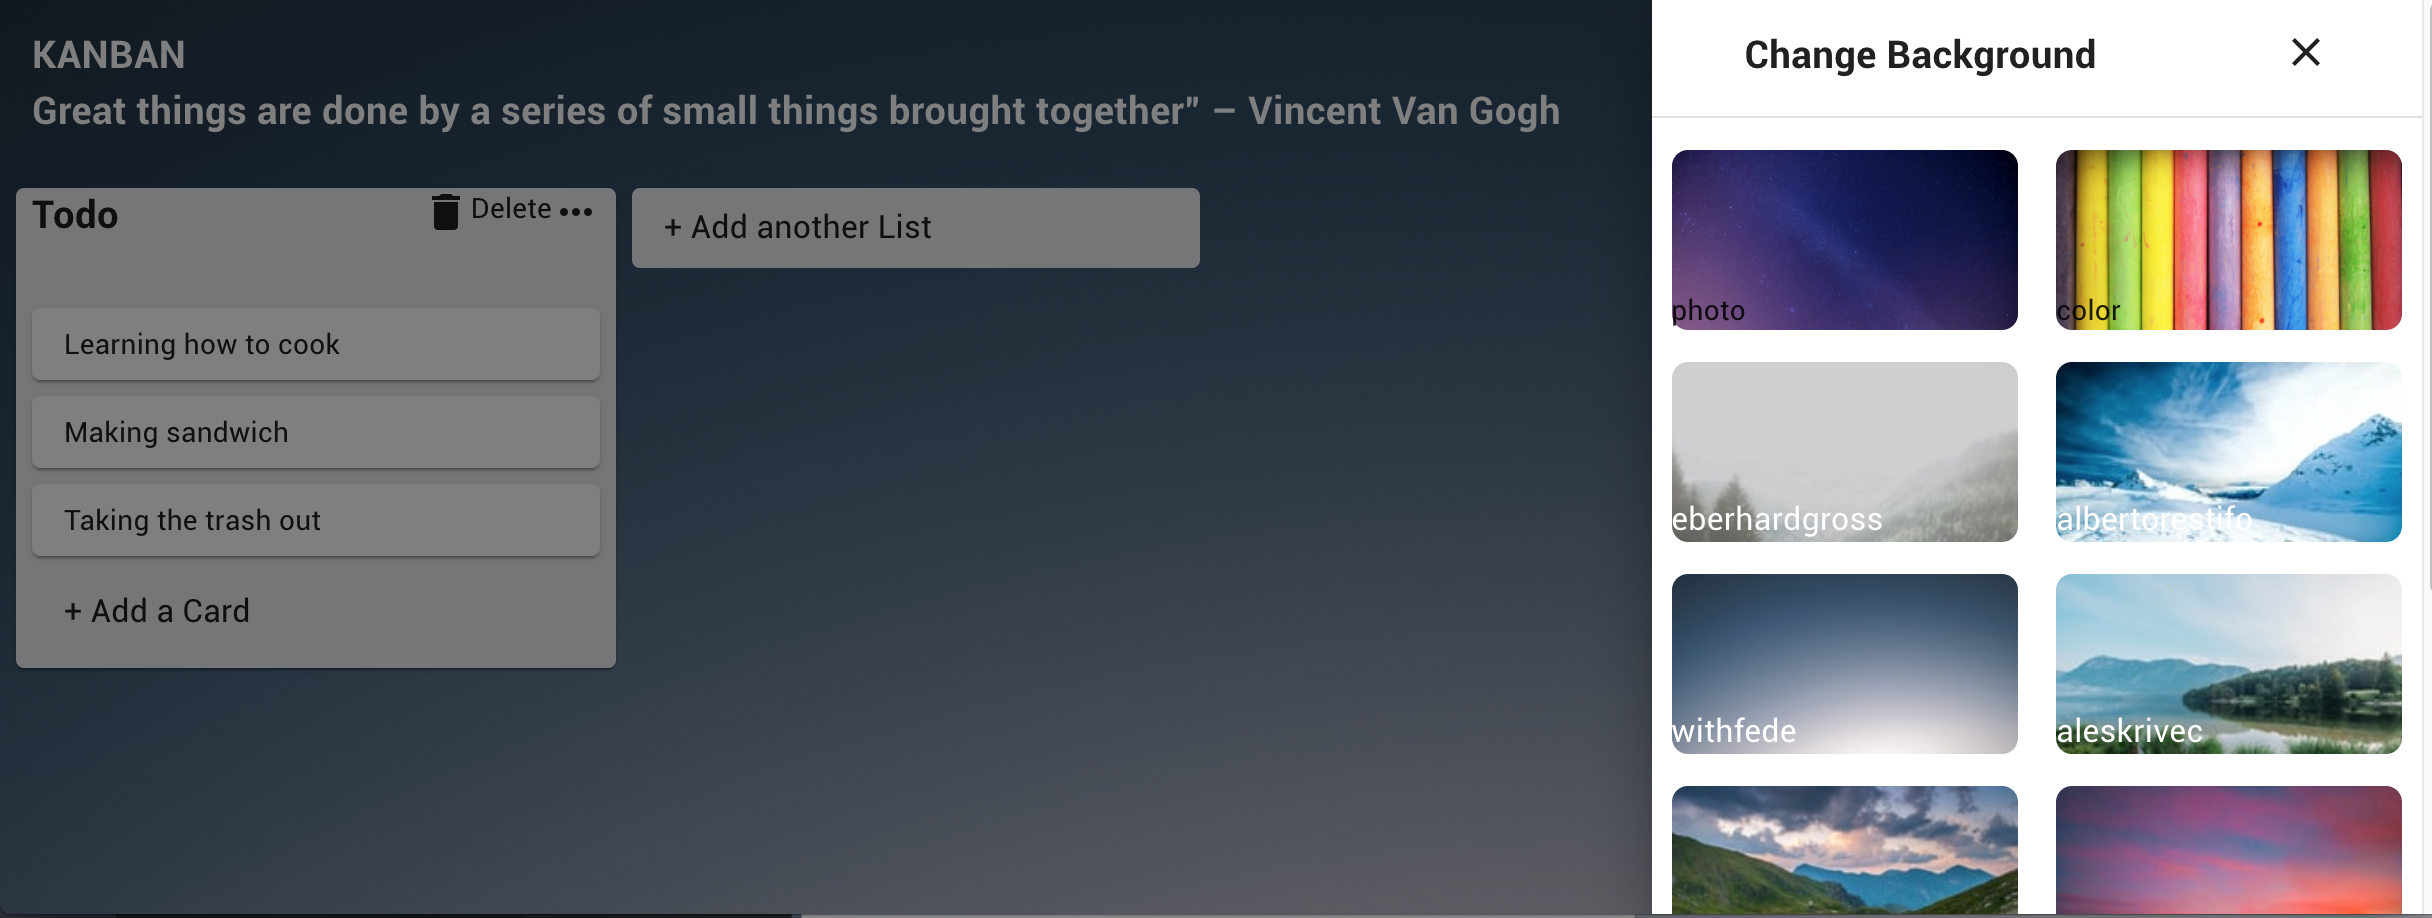 KANBAN
Great things are done by a series of small things brought together” – Vincent Van Gogh
Todo
Delete
Learning how to cook
Making sandwich
Taking the trash out
+ Add a Card
+ Add another List
Change Background
photo
color
eberhardgross
albertorestifo
withfede
aleskrivec